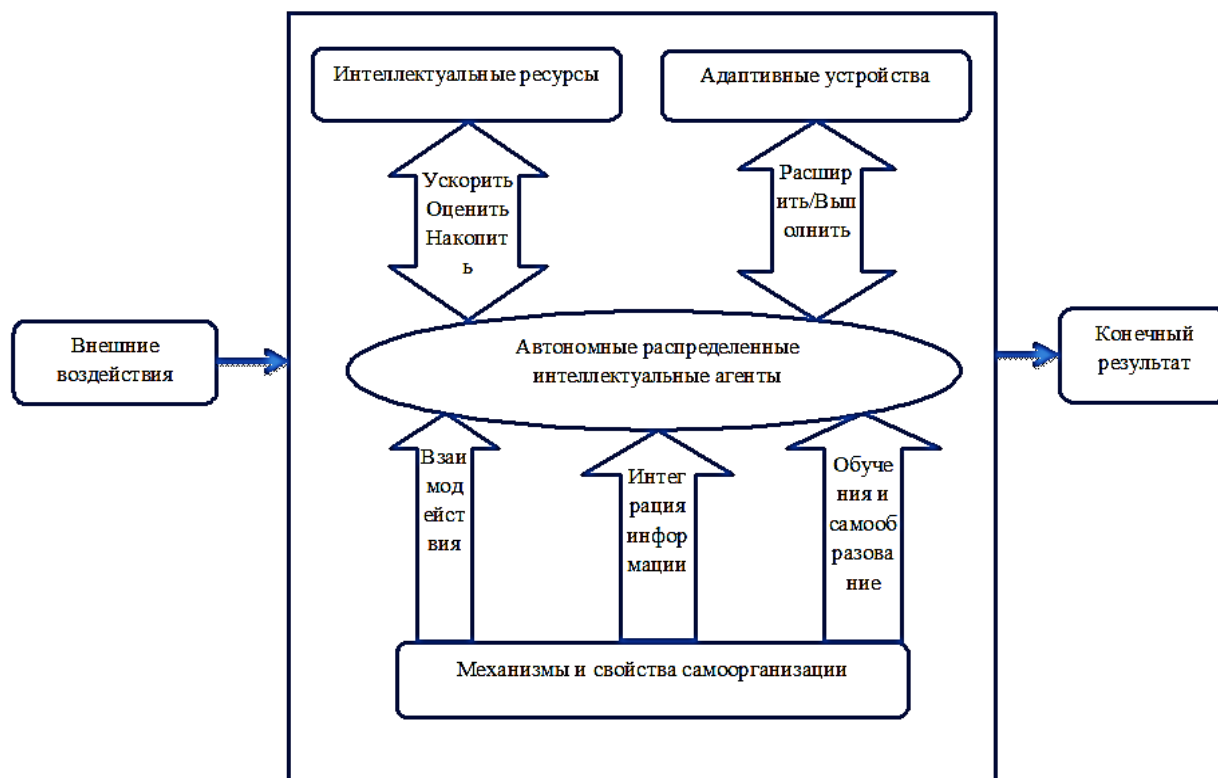 Интеллектуальные ресурсы
Адаптивные устройства
Ускорить
Оценить
Накопит
ь
Расшир
ить/Вып
олнить
Внешние
воздействия
Автономные распределенные
интеллектуальные агенты
Конечный
результат
Взаи
мод
ейст
вия
Интег
рация
инфор
мации
Обуче
ния и
самооб
разова
ние
Механизмы и свойства самоорганизации